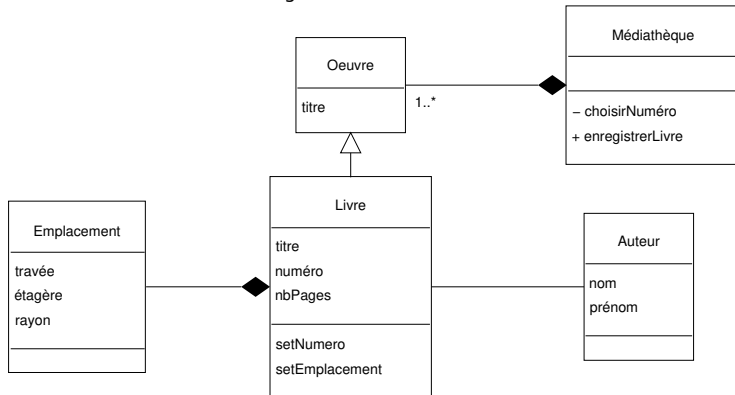 Médiathèque
– choisirNuméro
+ enregistrerLivre
Oeuvre
titre
1..*
Livre
titre
numéro
nbPages
setNumero
setEmplacement
Emplacement
travée
étagère
rayon
Auteur
nom
prénom